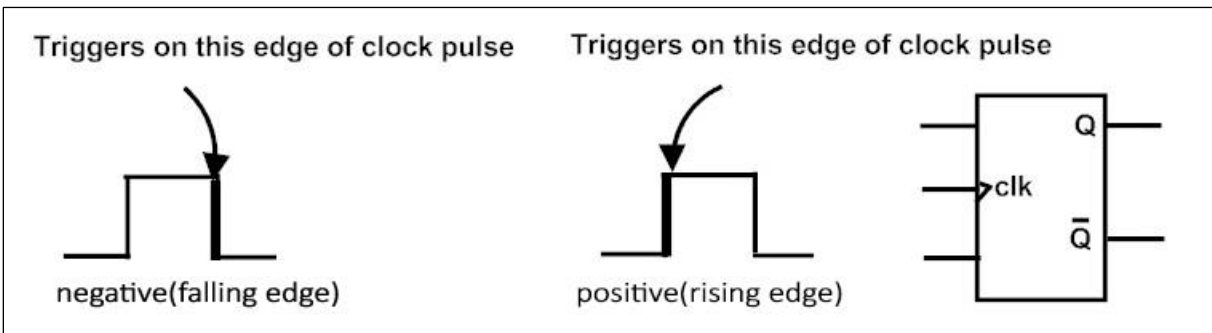 Triggers on this edge of clock pulse
negative(falling edge)
Triggers on this edge of clock pulse
positive(rising edge)
Q
clk
Q̅